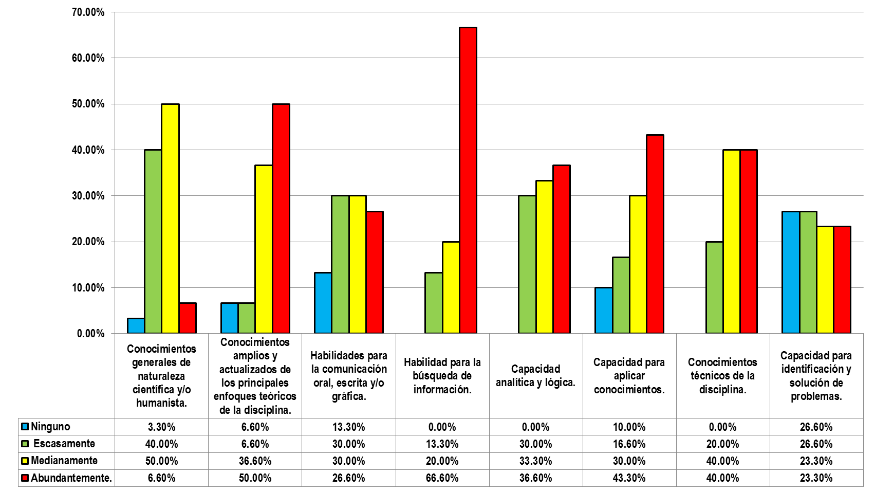 70.00%
60.00%
50.00%
40.00%
30.00%
20.00%
10.00%
0.00%
Conocimientos
generales de
naturaleza
científica y/o
humanista.
Conocimientos
amplios y
actualizados de
los principales
enfoques teóricos
de la disciplina.
Habilidades para
la comunicación
oral, escrita y/o
gráfica.
Habilidad para la
búsqueda de
información.
Capacidad
analítica y lógica.
Capacidad para
aplicar
conocimientos.
Conocimientos
técnicos de la
disciplina.
Capacidad para
identificación y
solución de
problemas.
Ninguno 3.30% 6.60% 13.30% 0.00% 0.00% 10.00% 0.00% 26.60%
Escasamente 40.00% 6.60% 30.00% 13.30% 30.00% 16.60% 20.00% 26.60%
Medianamente 50.00% 36.60% 30.00% 20.00% 33.30% 30.00% 40.00% 23.30%
Abundantemente. 6.60% 50.00% 26.60% 66.60% 36.60% 43.30% 40.00% 23.30%